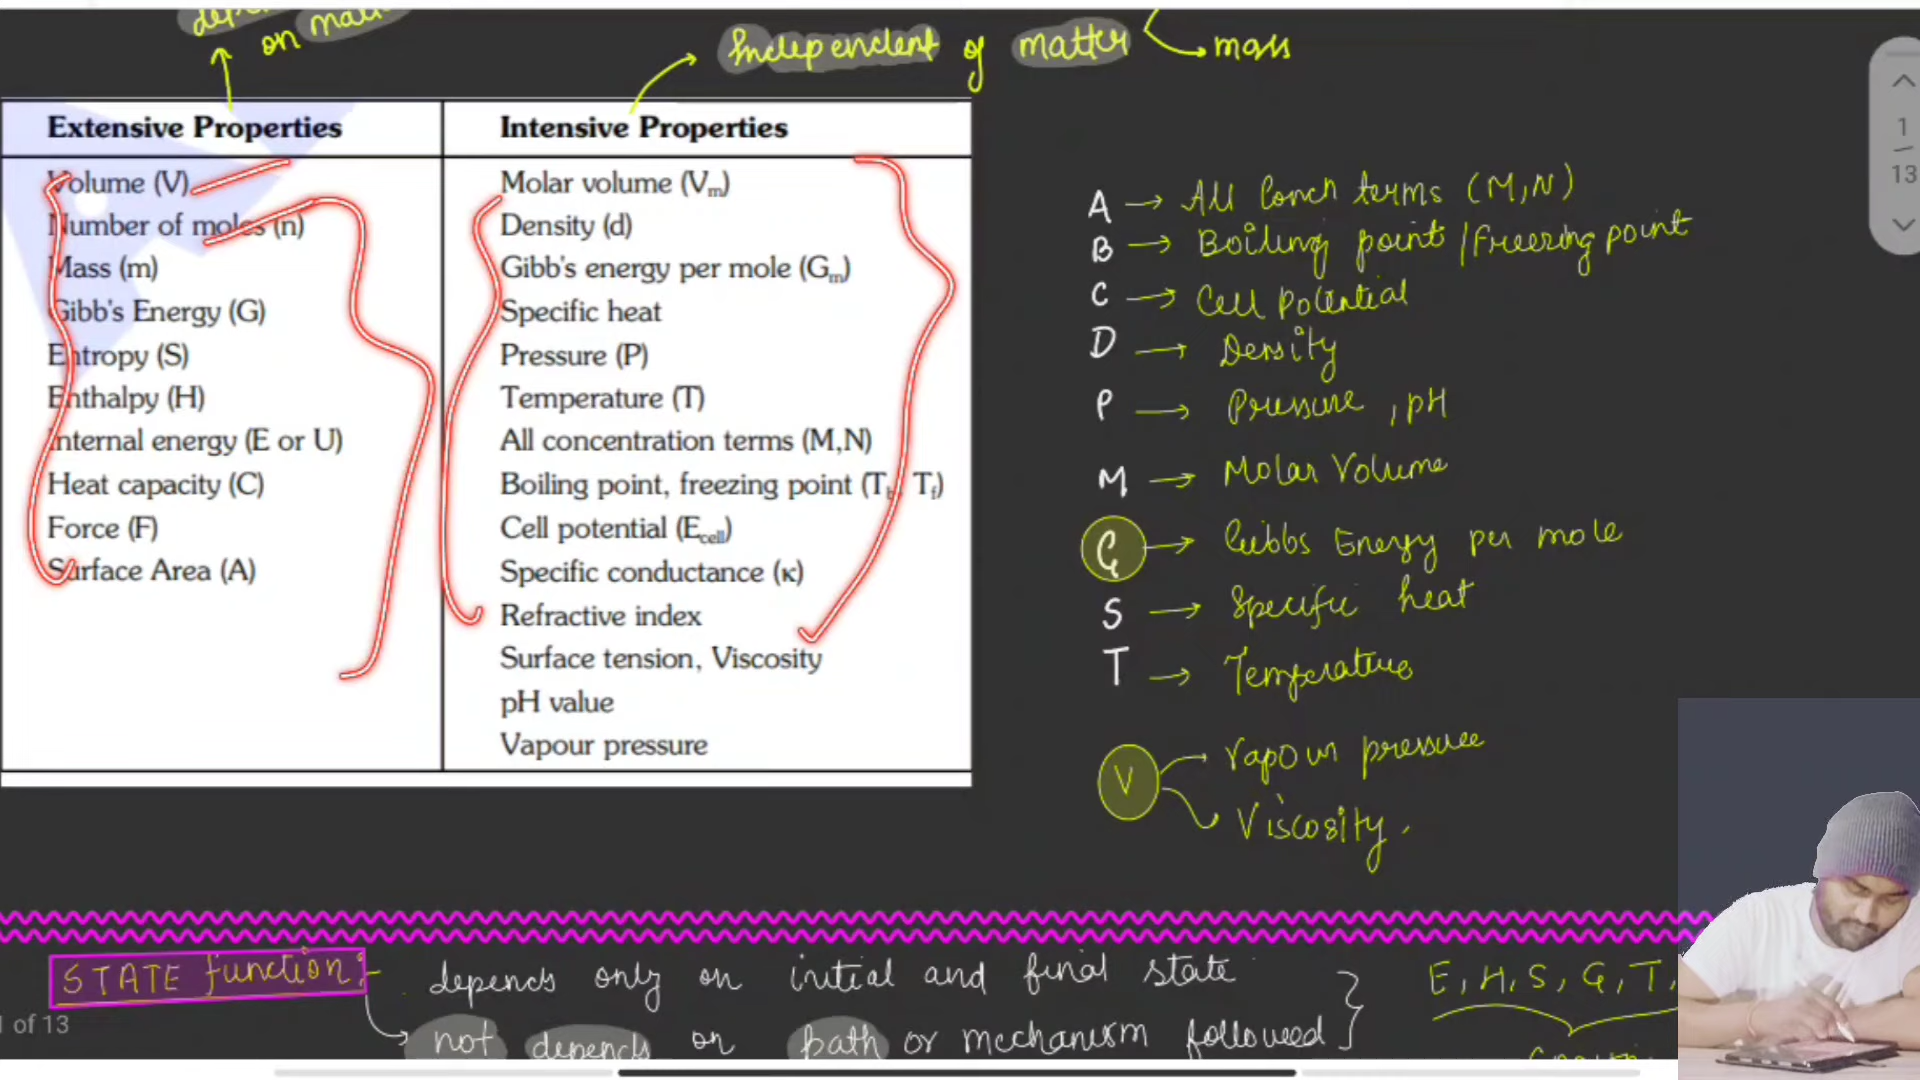 on
Independent of matter → mass
Extensive Properties
Volume (V)
Number of moles (n)
Mass (m)
Gibb's Energy (G)
Entropy (S)
Enthalpy (H)
Internal energy (E or U)
Heat capacity (C)
Force (F)
Surface Area (A)
Intensive Properties
Molar volume (Vm)
Density (d)
Gibb's energy per mole (Gm)
Specific heat
Pressure (P)
Temperature (T)
All concentration terms (M,N)
Boiling point, freezing point (Tb, Tf)
Cell potential (Ecell)
Specific conductance (κ)
Refractive index
Surface tension, Viscosity
pH value
Vapour pressure
A → All Concn terms (M,N)
B → Boiling point / Freezing point
C → Cell Potential
D → Density
P → Pressure, pH
M → Molar Volume
G → Gibbs Energy per mole
S → Specific heat
T → Temperature
V → Vapour pressure
Viscosity.
1
13
STATE function: depends only on initial and final state
→ not depends on path or mechanism followed
E, H, S, G, T,
of 13